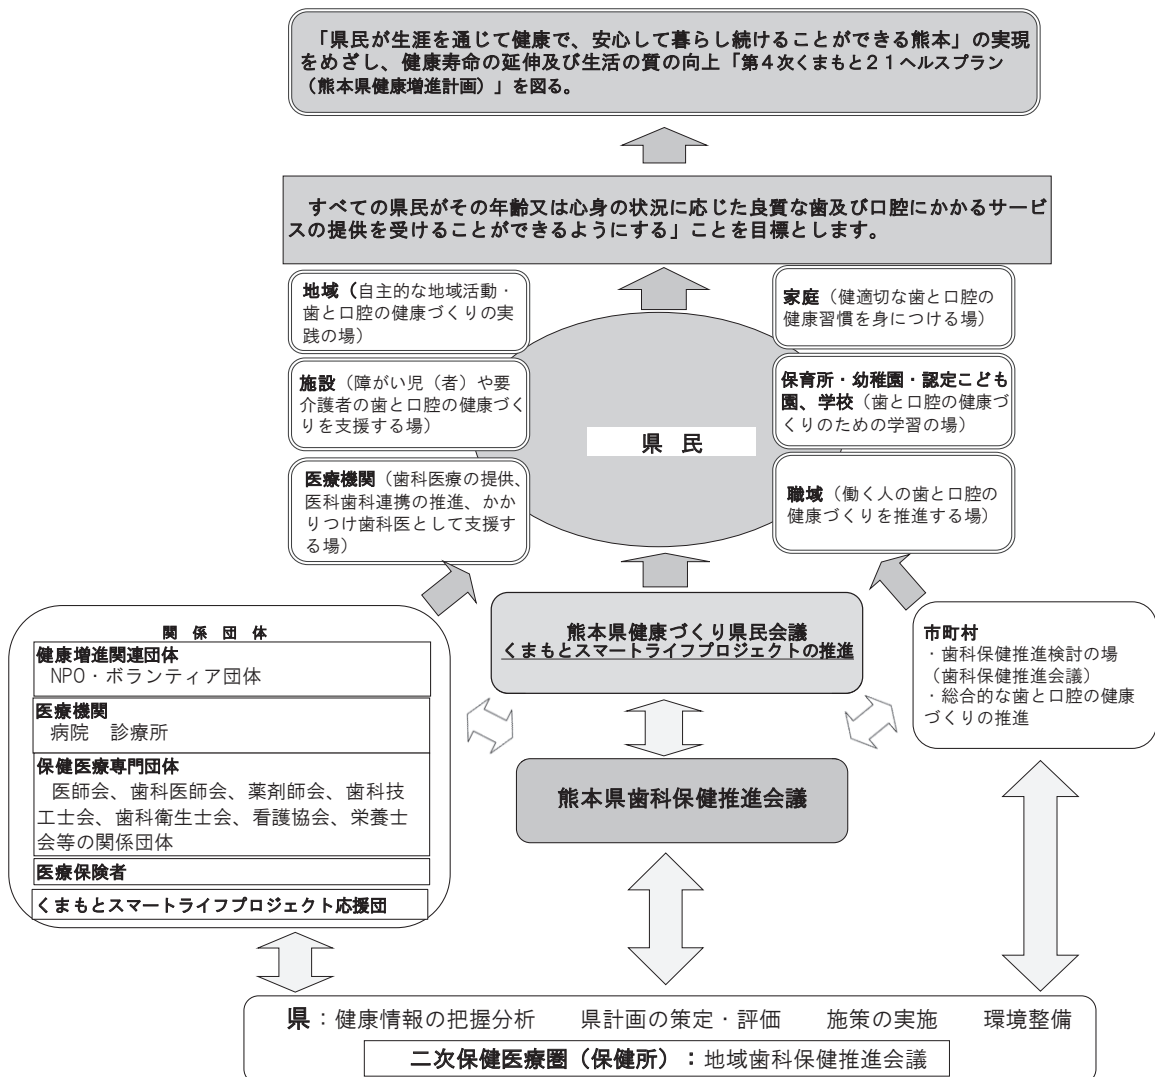 「県民が生涯を通じて健康で、安心して暮らし続けることができる熊本」の実現
をめざし、健康寿命の延伸及び生活の質の向上「第4次くまもと21ヘルスプラン
（熊本県健康増進計画）」を図る。
すべての県民がその年齢又は心身の状況に応じた良質な歯及び口腔にかかるサービ
スの提供を受けることができるようにする」ことを目標とします。
地域（自主的な地域活動・
歯と口腔の健康づくりの実
践の場）
施設（障がい児（者）や要
介護者の歯と口腔の健康づく
りを支援する場）
医療機関（歯科医療の提供、
医科歯科連携の推進、かか
りつけ歯科医として支援す
る場）
県 民
家庭（健適切な歯と口腔の
健康習慣を身につける場）
保育所・幼稚園・認定こども
園、学校（歯と口腔の健康づ
くりのための学習の場）
職域（働く人の歯と口腔の
健康づくりを推進する場）
関 係 団 体
健康増進関連団体
NPO・ボランティア団体
医療機関
病院 診療所
保健医療専門団体
医師会、歯科医師会、薬剤師会、歯科技
工士会、歯科衛生士会、看護協会、栄養士
会等の関係団体
医療保険者
くまもとスマートライフプロジェクト応援団
熊本県健康づくり県民会議
くまもとスマートライフプロジェクトの推進
熊本県歯科保健推進会議
市町村
・歯科保健推進検討の場
（歯科保健推進会議）
・総合的な歯と口腔の健康
づくりの推進
県：健康情報の把握分析 県計画の策定・評価 施策の実施 環境整備
二次保健医療圏（保健所）：地域歯科保健推進会議